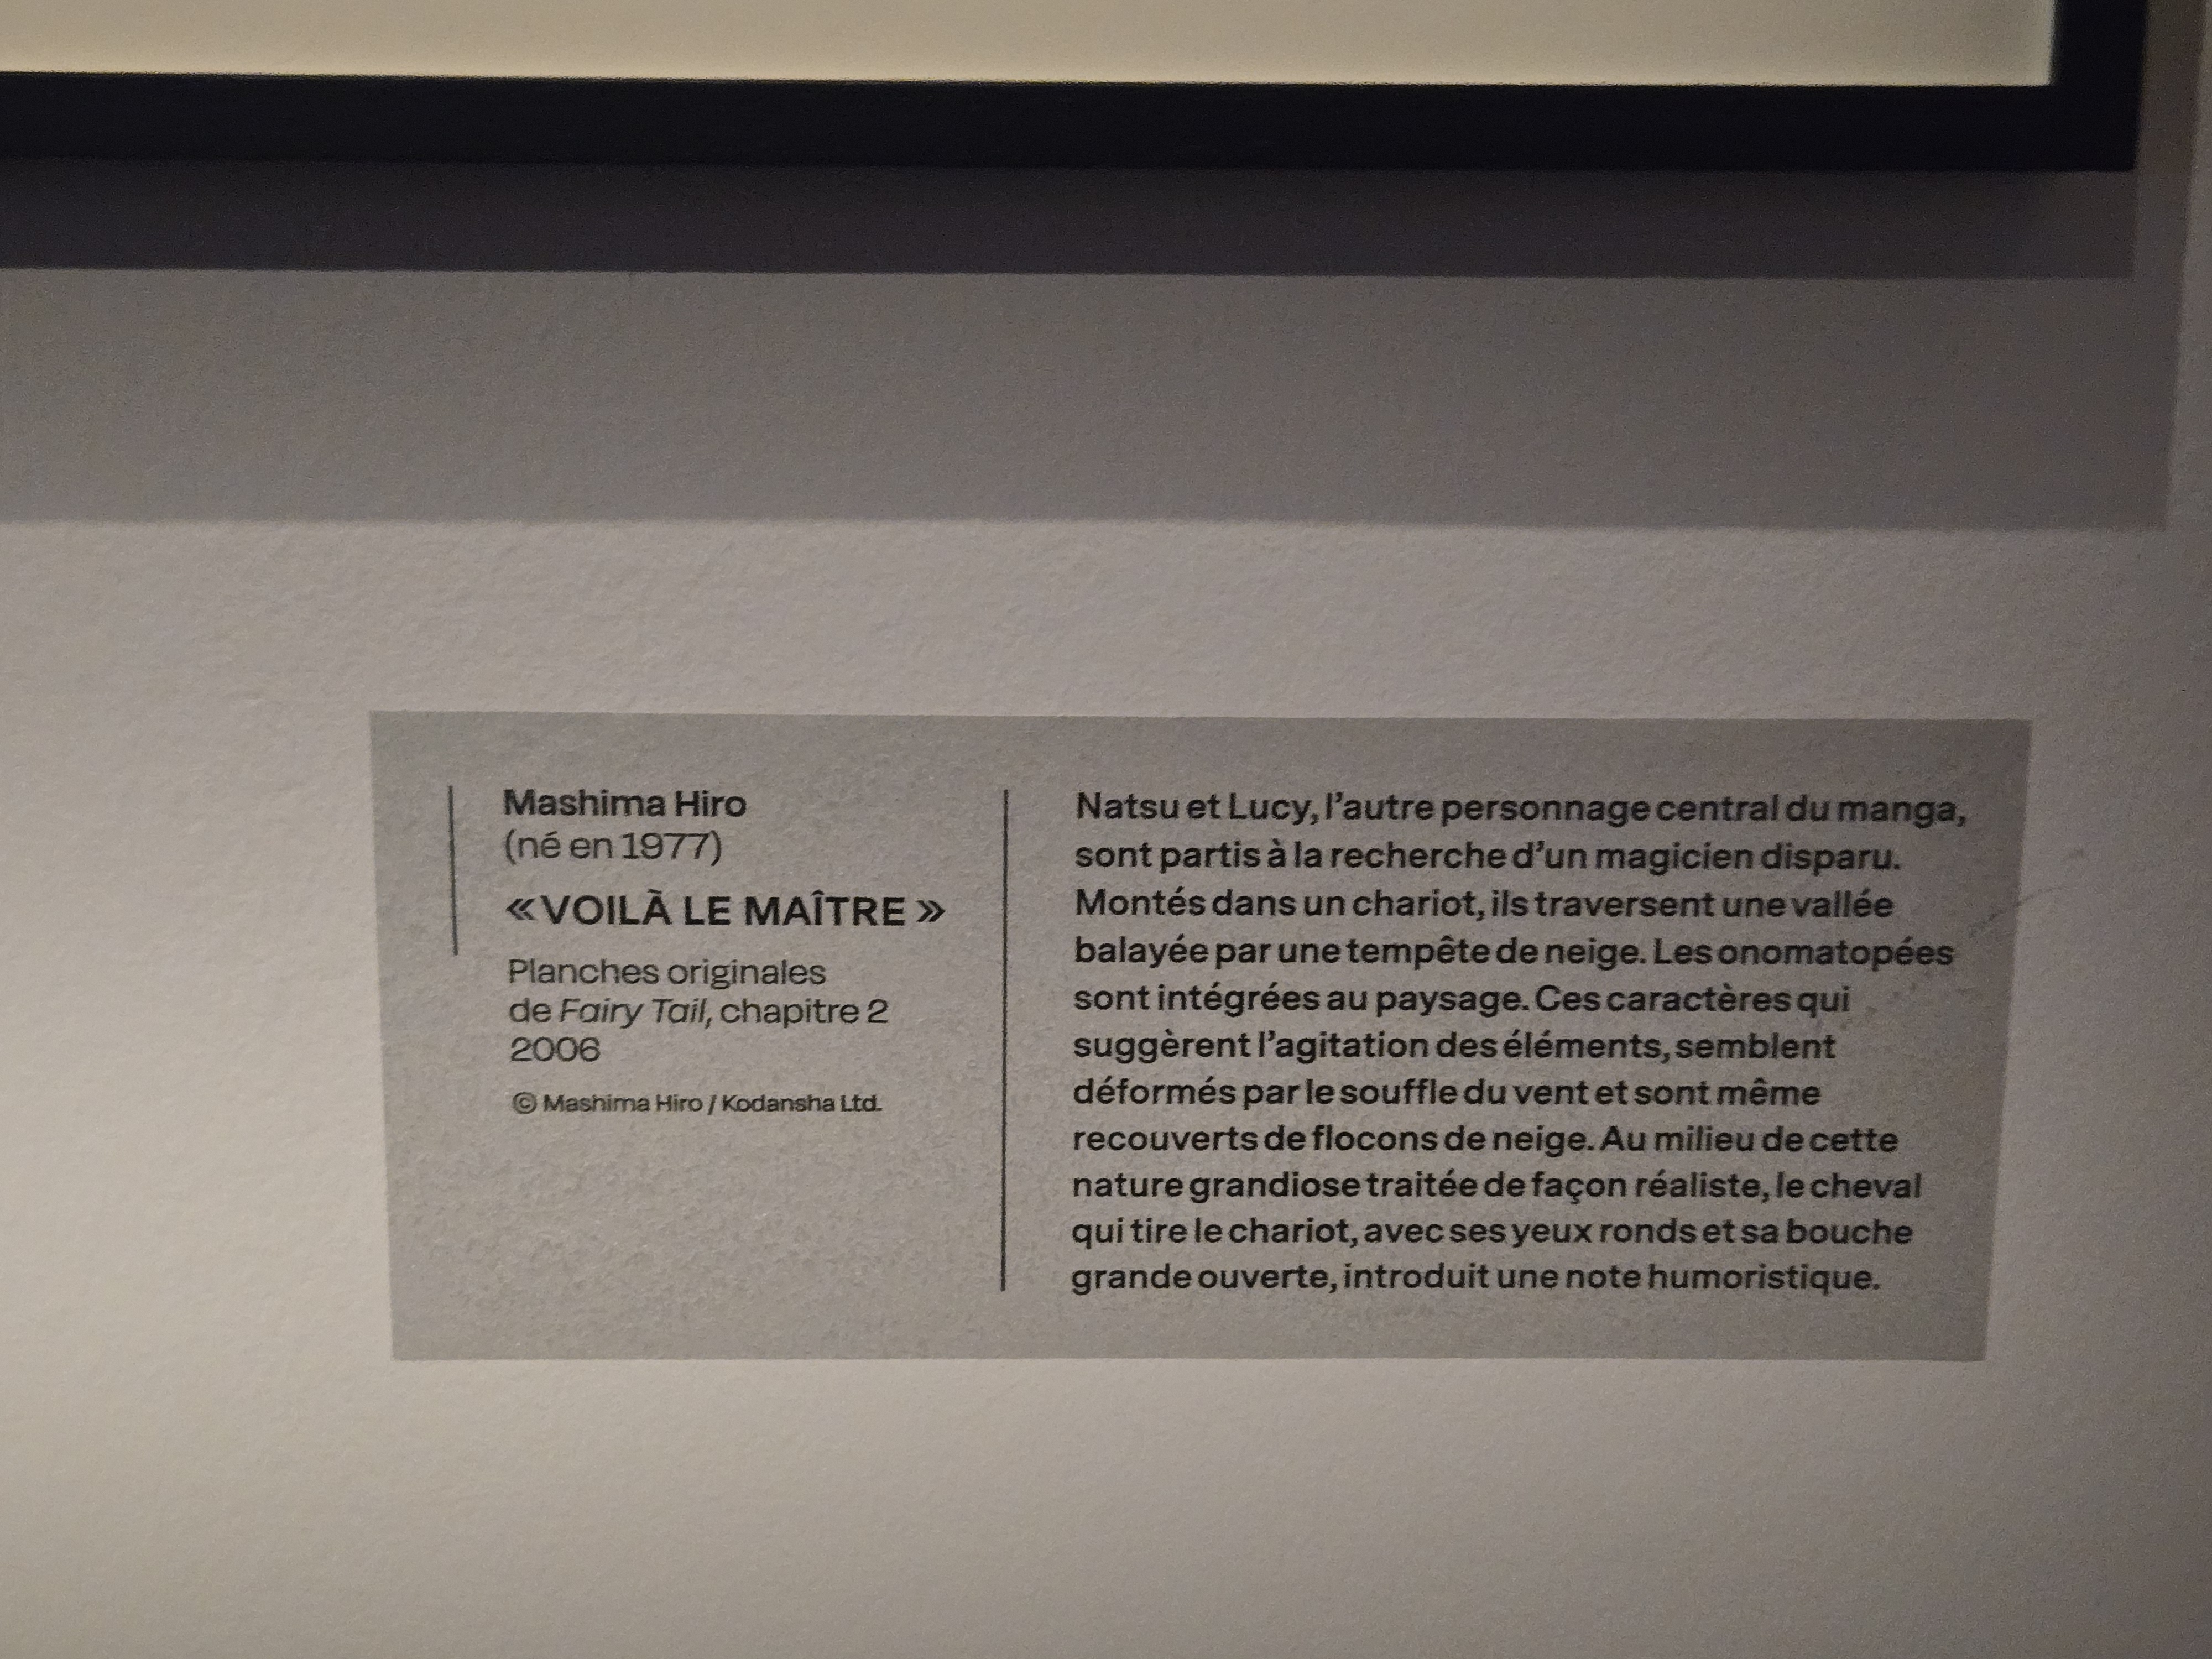 Mashima Hiro
(né en 1977)
« VOILÀ LE MAÎTRE »
Planches originales
de Fairy Tail, chapitre 2
2006
© Mashima Hiro / Kodansha Ltd.
Natsu et Lucy, l’autre personnage central du manga,
sont partis à la recherche d’un magicien disparu.
Montés dans un chariot, ils traversent une vallée
balayée par une tempête de neige. Les onomatopées
sont intégrées au paysage. Ces caractères qui
suggèrent l’agitation des éléments, semblent
déformés par le souffle du vent et sont même
recouverts de flocons de neige. Au milieu de cette
nature grandiose traitée de façon réaliste, le cheval
qui tire le chariot, avec ses yeux ronds et sa bouche
grande ouverte, introduit une note humoristique.